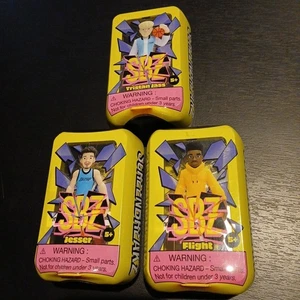 SBZ
Tristan Jass
5+
WARNING:
CHOKING HAZARD - Small parts
Not for children under 3 years.
SBZ
Jesser
5+
WARNING:
CHOKING HAZARD - Small parts.
Not for children under 3 years.
SBZ
Flight
5+
WARNING:
CHOKING HAZARD - Small parts.
Not for children under 3 years.